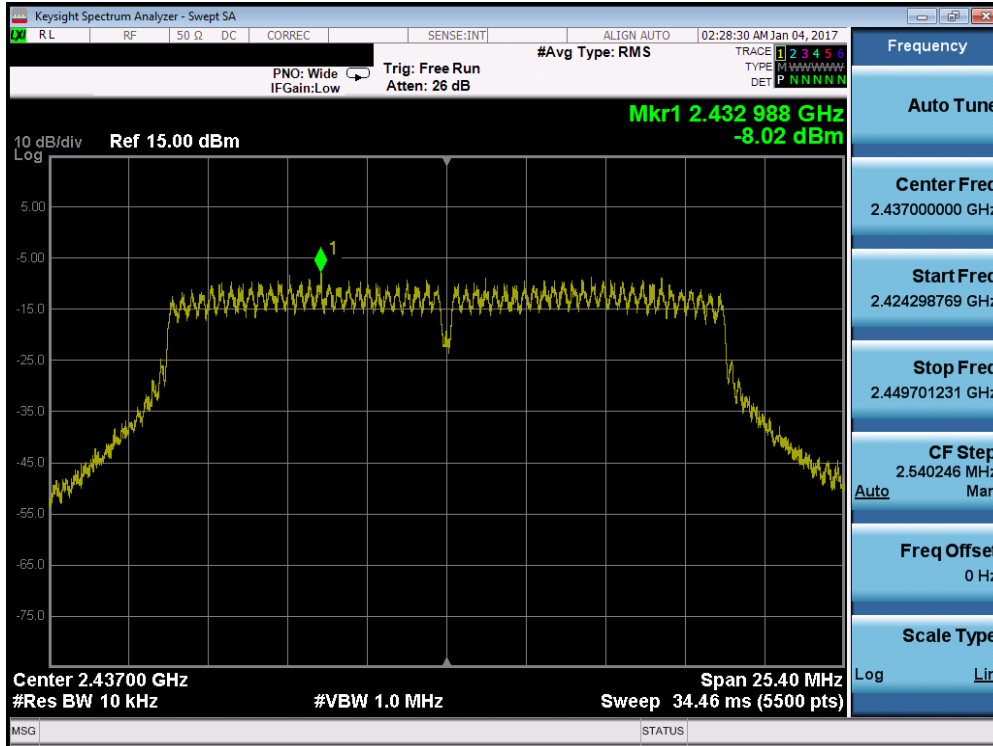 Keysight Spectrum Analyzer - Swept SA
LXI RL RF 50 Ω DC CORREC SENSE:INT ALIGN AUTO 02:28:30 AM Jan 04, 2017
#Avg Type: RMS
TRACE 1 2 3 4 5 6
TYPE M WWWWW
DET P N N N N N
PNO: Wide
IFGain:Low
Trig: Free Run
Atten: 26 dB
Mkr1 2.432 988 GHz
-8.02 dBm
10 dB/div Ref 15.00 dBm
Log
5.00
-5.00
-15.0
-25.0
-35.0
-45.0
-55.0
-65.0
-75.0
1
Center 2.43700 GHz
Span 25.40 MHz
#Res BW 10 kHz
#VBW 1.0 MHz
Sweep 34.46 ms (5500 pts)
MSG
STATUS
Frequency
Auto Tune
Center Freq
2.437000000 GHz
Start Freq
2.424298769 GHz
Stop Freq
2.449701231 GHz
CF Step
2.540246 MHz
Auto Man
Freq Offset
0 Hz
Scale Type
Log Lin